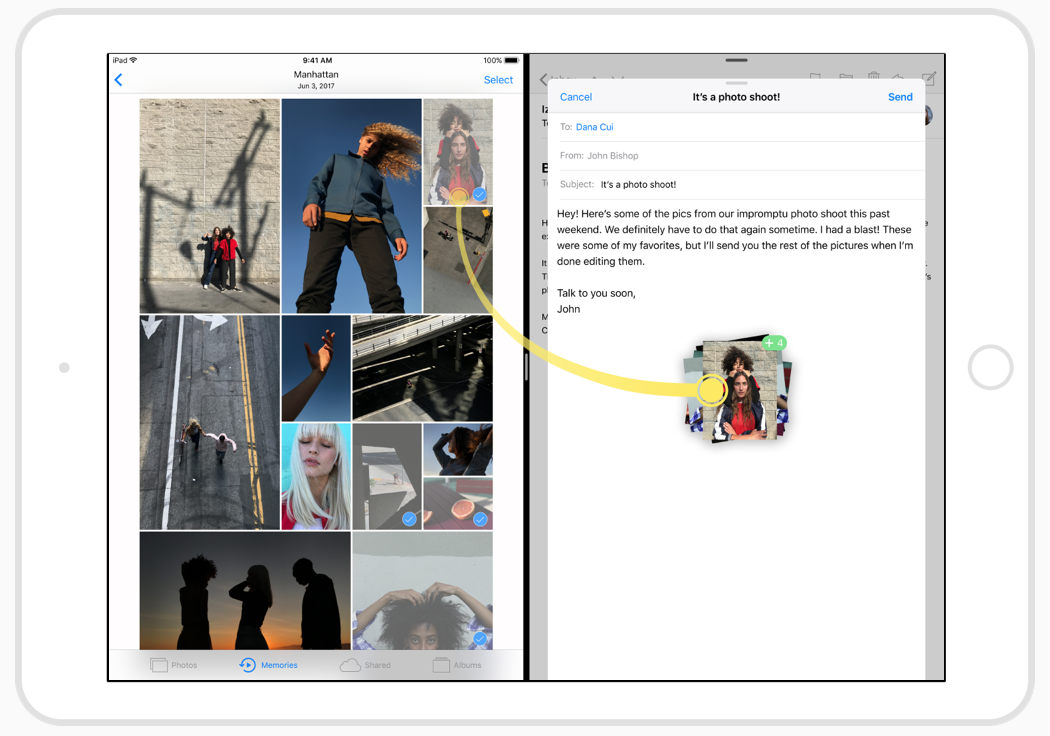 iPad
9:41 AM
100%
Manhattan
Jun 3, 2017
Select
Photos
Memories
Shared
Albums
Inbox
Cancel
It's a photo shoot!
Send
To: Dana Cui
From: John Bishop
Subject: It's a photo shoot!
Hey! Here's some of the pics from our impromptu photo shoot this past
weekend. We definitely have to do that again sometime. I had a blast! These
were some of my favorites, but I'll send you the rest of the pictures when I'm
done editing them.
Talk to you soon,
John
+ 4